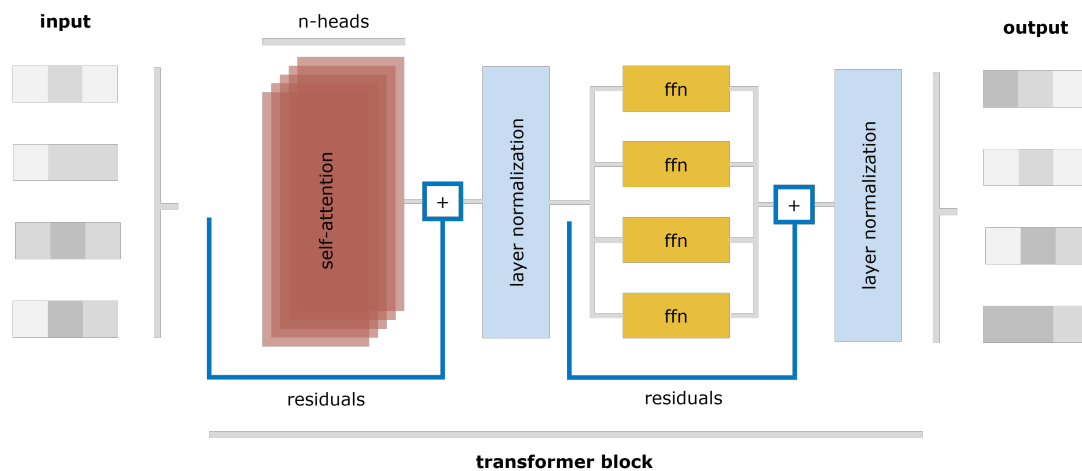 input
n-heads
output
self-attention
+
layer normalization
ffn
ffn
ffn
ffn
+
layer normalization
residuals
residuals
transformer block